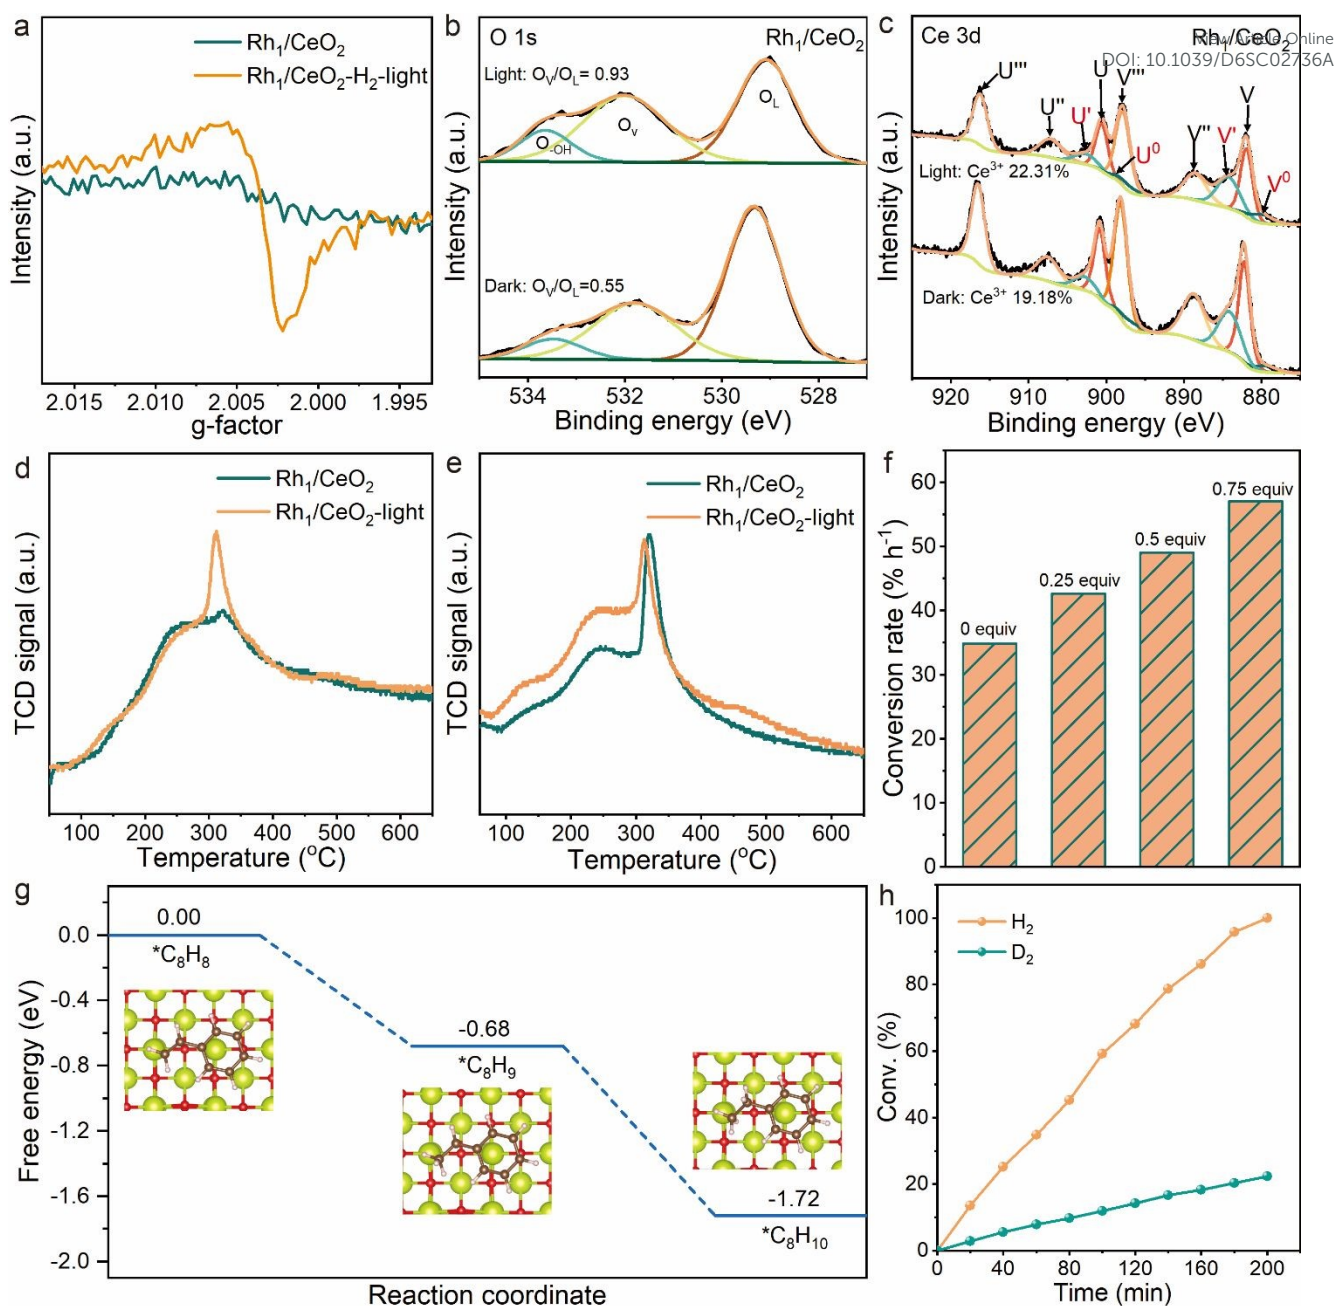 a
Rh₁/CeO₂
Rh₁/CeO₂-H₂-light
Intensity (a.u.)
2.015 2.010 2.005 2.000 1.995
g-factor
b
O 1s
Rh₁/CeO₂
Light: O_V/O_L= 0.93
O_L
O_V
O_-OH
Dark: O_V/O_L=0.55
Intensity (a.u.)
534 532 530 528
Binding energy (eV)
c
Ce 3d
Rh₁/CeO₂
View Article Online
DOI: 10.1039/D6SC02736A
U'''
U''
U'
U
U⁰
V'''
V''
V'
V
V⁰
Light: Ce³⁺ 22.31%
Dark: Ce³⁺ 19.18%
Intensity (a.u.)
920 910 900 890 880
Binding energy (eV)
d
Rh₁/CeO₂
Rh₁/CeO₂-light
TCD signal (a.u.)
100 200 300 400 500 600
Temperature (°C)
e
Rh₁/CeO₂
Rh₁/CeO₂-light
TCD signal (a.u.)
100 200 300 400 500 600
Temperature (°C)
f
60
50
40
30
20
10
0
0 equiv
0.25 equiv
0.5 equiv
0.75 equiv
Conversion rate (% h⁻¹)
g
0.0
-0.4
-0.8
-1.2
-1.6
-2.0
Free energy (eV)
0.00
*C₈H₈
-0.68
*C₈H₉
-1.72
*C₈H₁₀
Reaction coordinate
h
H₂
D₂
100
80
60
40
20
0
Conv. (%)
0 40 80 120 160 200
Time (min)